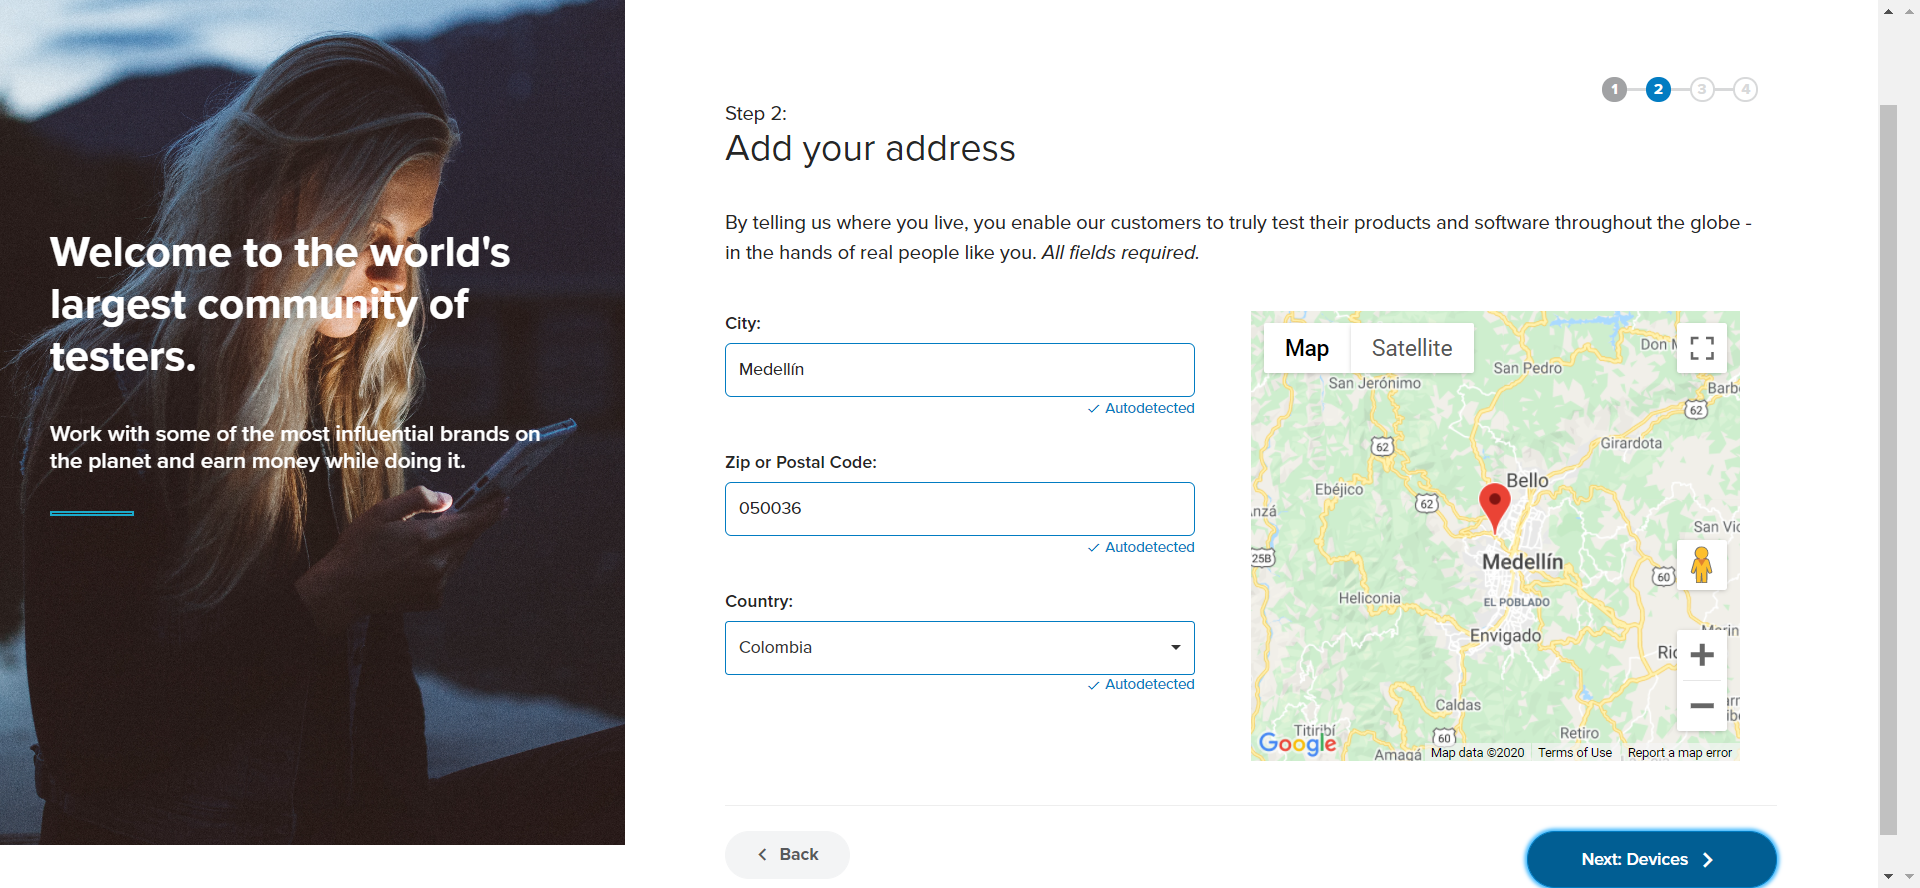 Welcome to the world's
largest community of
testers.
Work with some of the most influential brands on
the planet and earn money while doing it.
1 2 3 4
Step 2:
Add your address
By telling us where you live, you enable our customers to truly test their products and software throughout the globe -
in the hands of real people like you. All fields required.
City:
Medellín
Autodetected
Zip or Postal Code:
050036
Autodetected
Country:
Colombia
Autodetected
Map Satellite
Don M
San Pedro
San Jerónimo
Barb
62
Girardota
62
Bello
Ebéjico
62
nzá
San Vic
25B
Medellín
60
Heliconia
EL POBLADO
Envigado
Marin
Ric
Caldas
Titiribí
60
Retiro
Google
Amagá
Map data ©2020 Terms of Use Report a map error
Back
Next: Devices